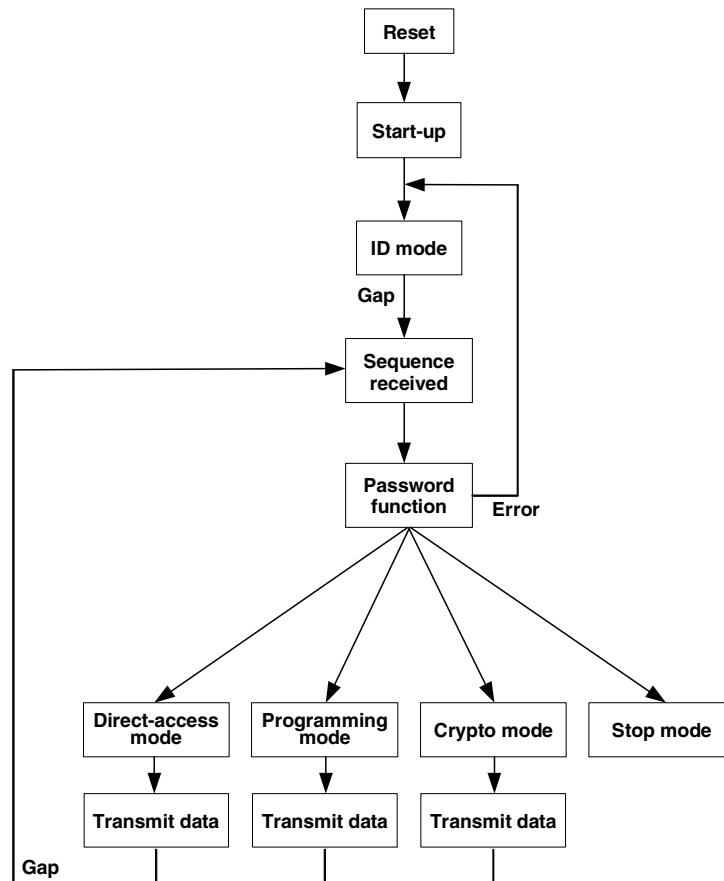 Reset
Start-up
ID mode
Gap
Sequence
received
Password
function
Error
Direct-access
mode
Programming
mode
Crypto mode
Stop mode
Transmit data
Transmit data
Transmit data
Gap